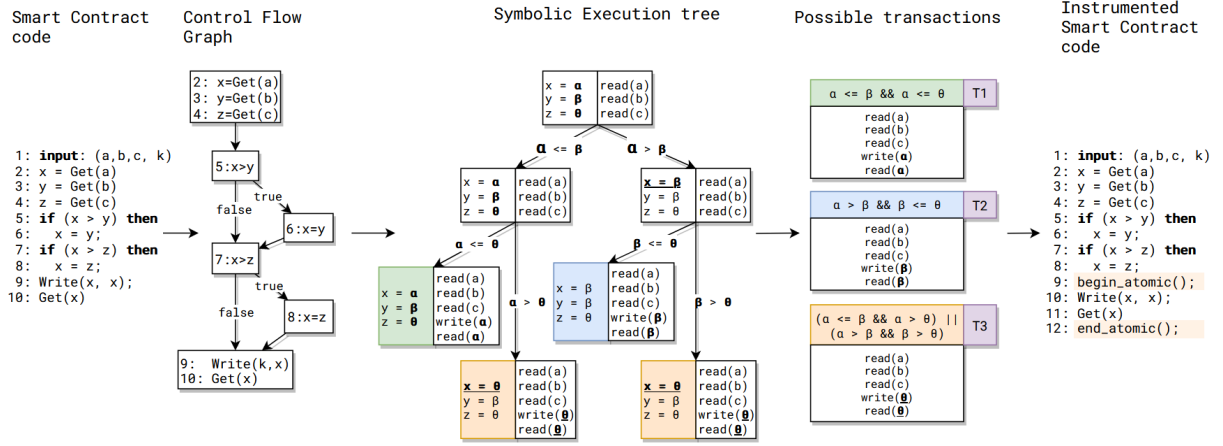 Smart Contract
code
1: input: (a,b,c, k)
2: x = Get(a)
3: y = Get(b)
4: z = Get(c)
5: if (x > y) then
6: x = y;
7: if (x > z) then
8: x = z;
9: Write(x, x);
10: Get(x)
Control Flow
Graph
2: x=Get(a)
3: y=Get(b)
4: z=Get(c)
5:x>y
true
false
6:x=y
7:x>z
true
false
8:x=z
9: Write(k,x)
10: Get(x)
Symbolic Execution tree
x = α
y = β
z = θ
read(a)
read(b)
read(c)
α <= β
α > β
x = α
y = β
z = θ
read(a)
read(b)
read(c)
x = β
y = β
z = θ
read(a)
read(b)
read(c)
α <= θ
α > θ
β <= θ
β > θ
x = α
y = β
z = θ
read(a)
read(b)
read(c)
write(α)
read(α)
x = β
y = β
z = θ
read(a)
read(b)
read(c)
write(β)
read(β)
x = θ
y = β
z = θ
read(a)
read(b)
read(c)
write(θ)
read(θ)
x = θ
y = β
z = θ
read(a)
read(b)
read(c)
write(θ)
read(θ)
Possible transactions
α <= β && α <= θ
T1
read(a)
read(b)
read(c)
write(α)
read(α)
α > β && β <= θ
T2
read(a)
read(b)
read(c)
write(β)
read(β)
(α <= β && α > θ) ||
(α > β && β > θ)
T3
read(a)
read(b)
read(c)
write(θ)
read(θ)
Instrumented
Smart Contract
code
1: input: (a,b,c, k)
2: x = Get(a)
3: y = Get(b)
4: z = Get(c)
5: if (x > y) then
6: x = y;
7: if (x > z) then
8: x = z;
9: begin_atomic();
10: Write(x, x);
11: Get(x)
12: end_atomic();